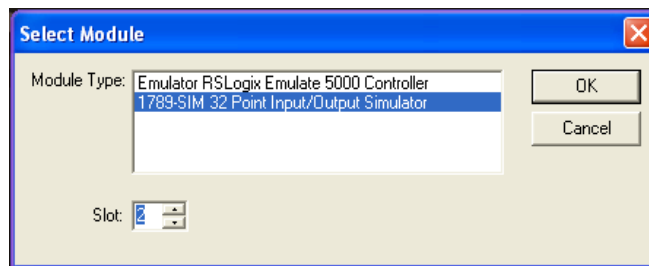 Select Module
Module Type:
Emulator RSLogix Emulate 5000 Controller
1789-SIM 32 Point Input/Output Simulator
OK
Cancel
Slot: 2